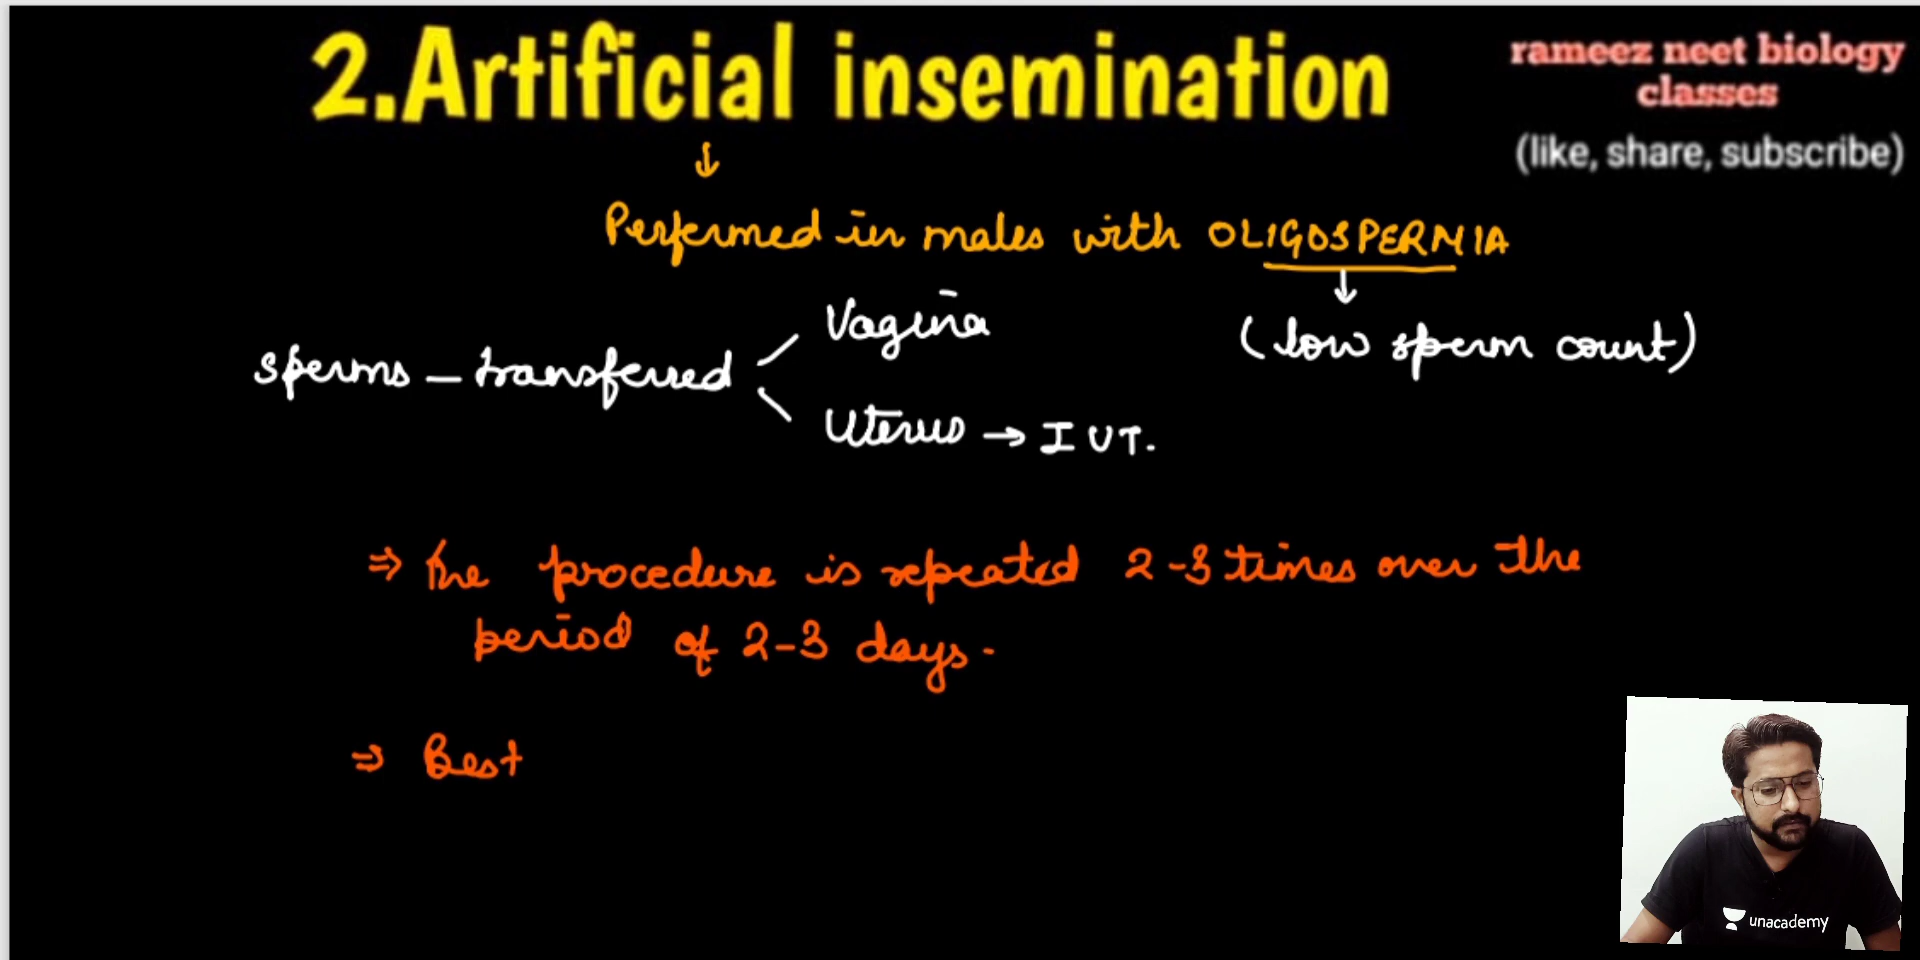 2.Artificial insemination
rameez neet biology
classes
(like, share, subscribe)
↓
Performed in males with OLIGOSPERMIA
↓
(low sperm count)
Vagina
sperms – transferred
Uterus → IUT.
⇒ the procedure is repeated 2-3 times over the
period of 2-3 days.
⇒ Best
unacademy